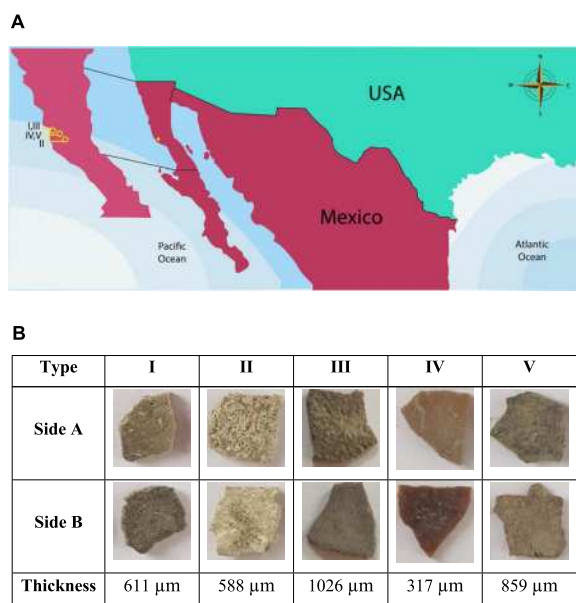 A
USA
I,III
IV,V
II
Mexico
Pacific
Ocean
Atlantic
Ocean
B
Type I II III IV V
Side A
Side B
Thickness 611 µm 588 µm 1026 µm 317 µm 859 µm